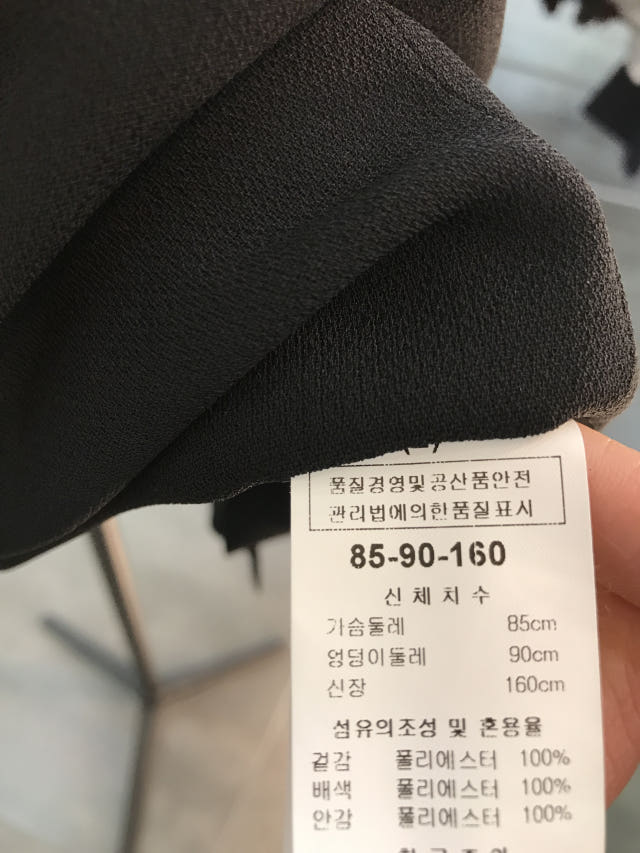 품질경영및공산품안전
관리법에의한품질표시
85-90-160
신체치수
가슴둘레 85cm
엉덩이둘레 90cm
신장 160cm
섬유의조성 및 혼용율
겉감 폴리에스터 100%
배색 폴리에스터 100%
안감 폴리에스터 100%